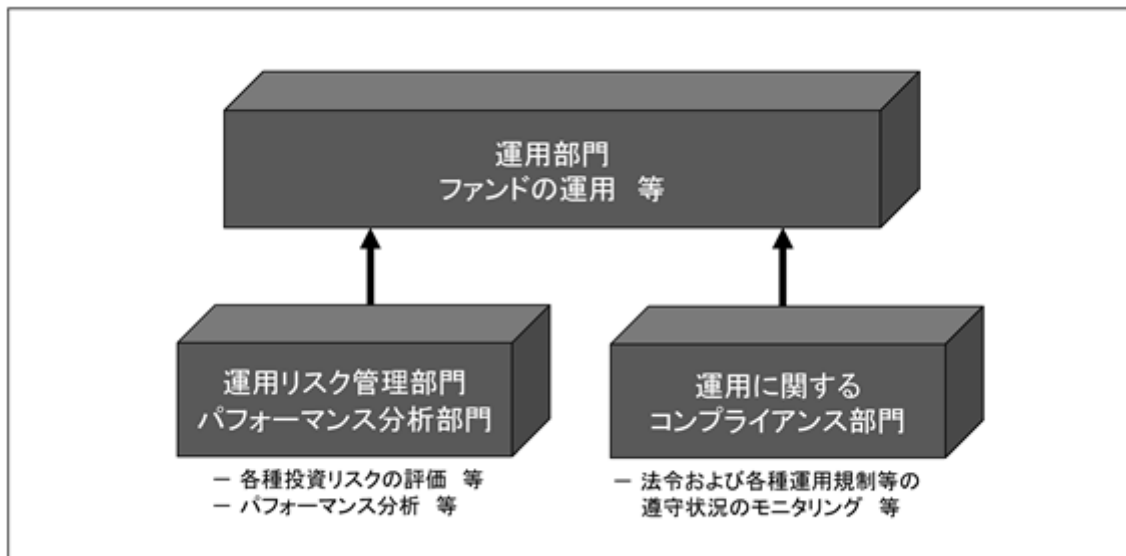 運用部門
ファンドの運用 等
運用リスク管理部門
パフォーマンス分析部門
運用に関する
コンプライアンス部門
－ 各種投資リスクの評価 等
－ パフォーマンス分析 等
－ 法令および各種運用規制等の
遵守状況のモニタリング 等